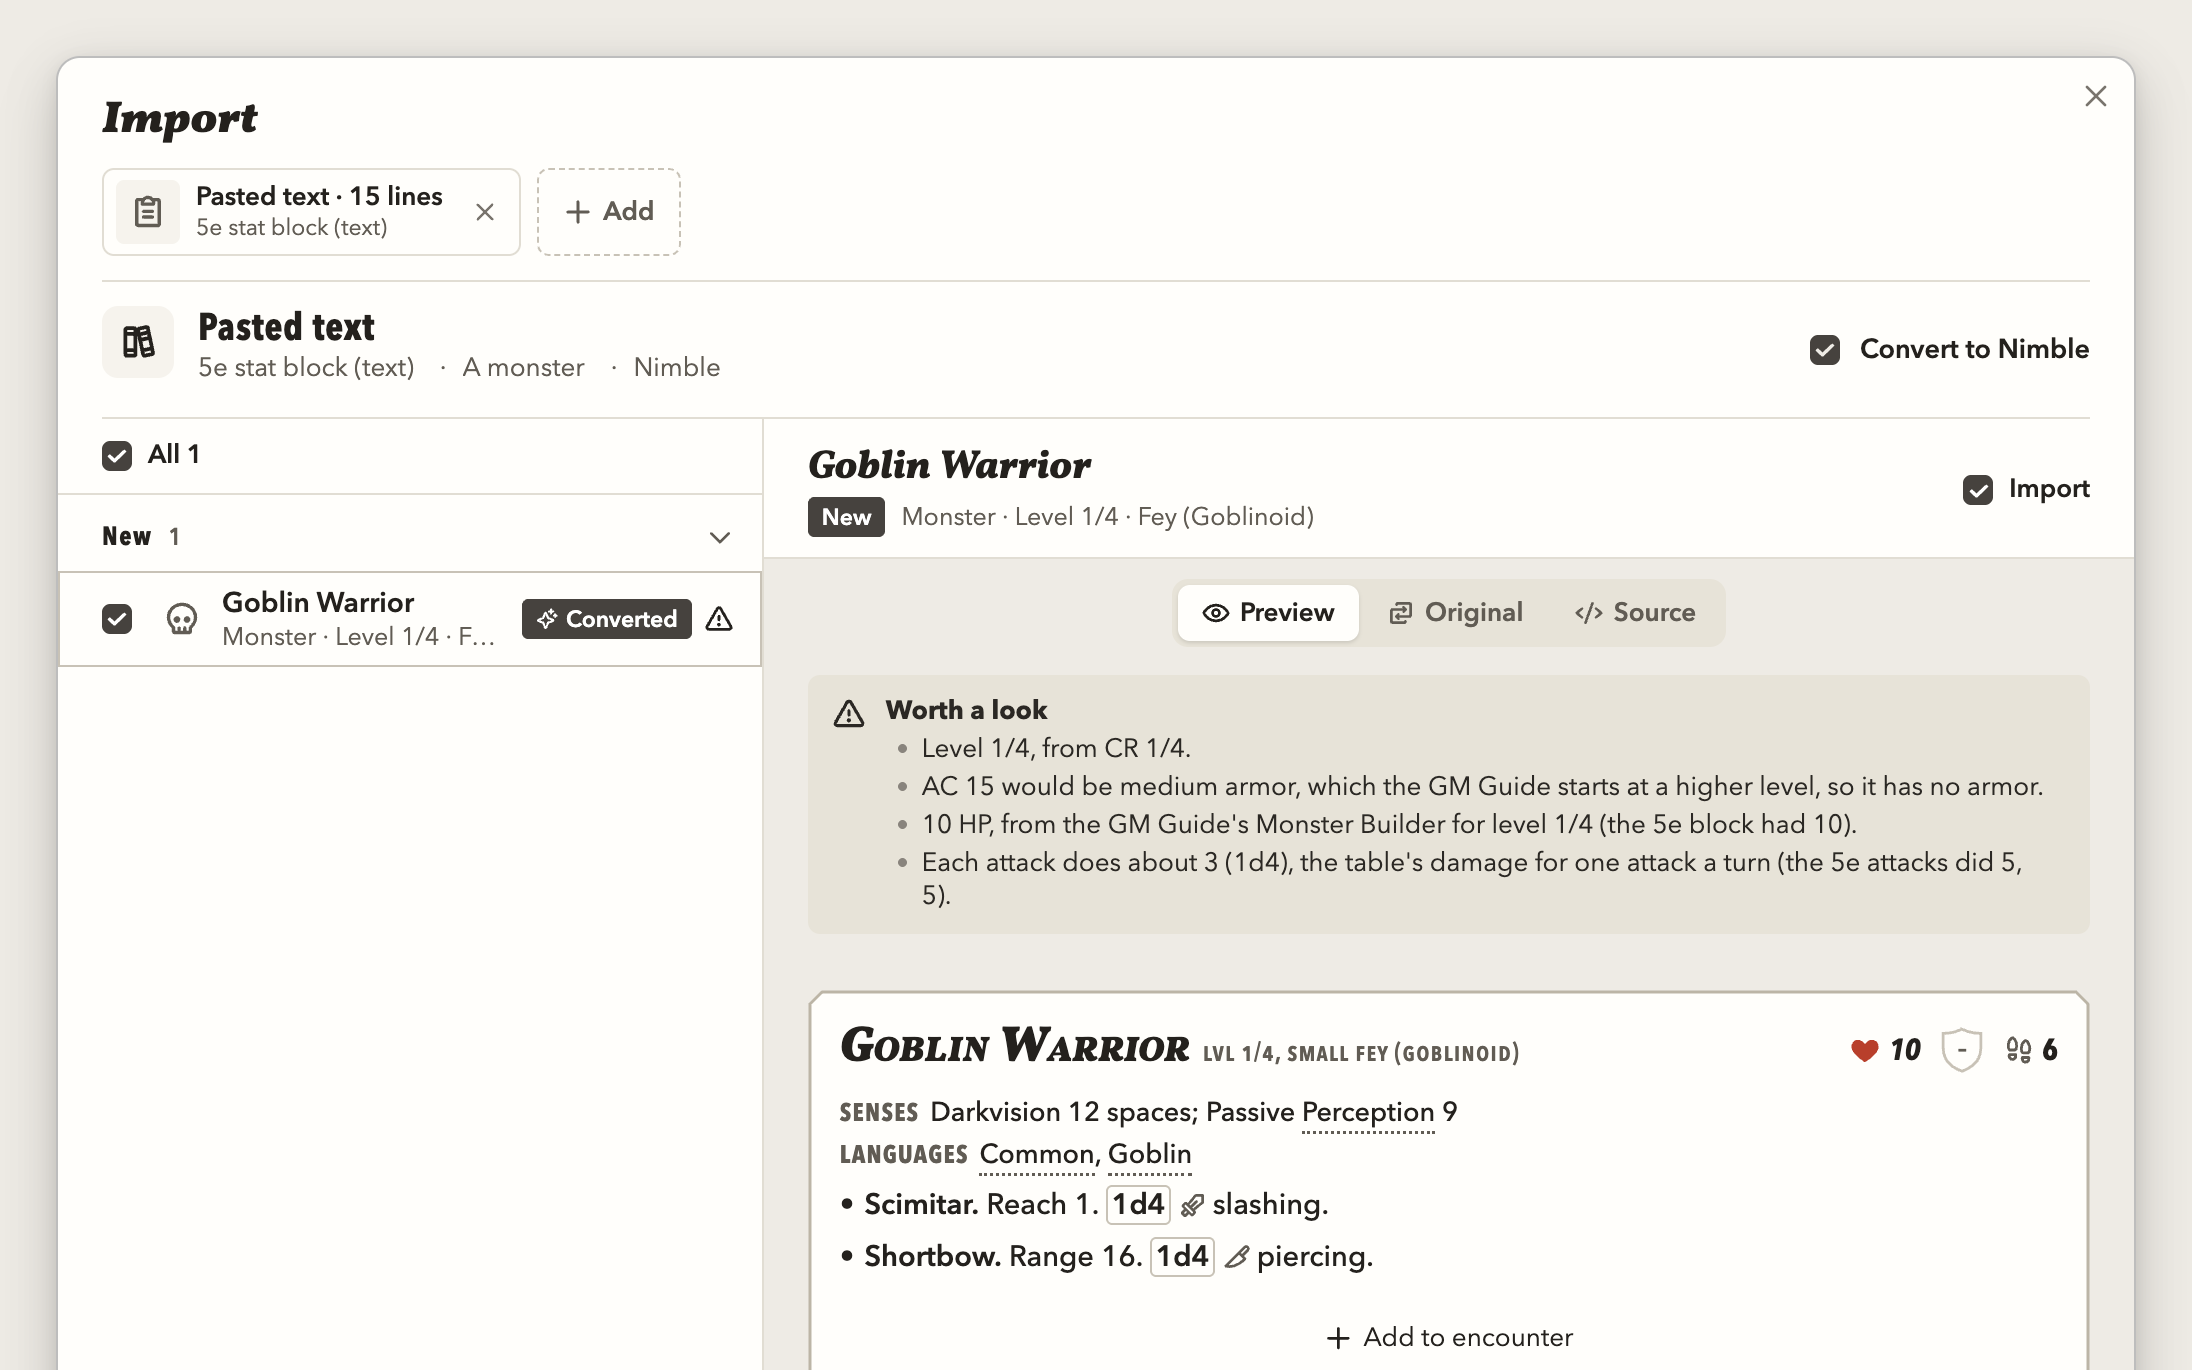 Import
Pasted text · 15 lines
5e stat block (text)
Add
Pasted text
5e stat block (text) · A monster · Nimble
Convert to Nimble
All 1
New 1
Goblin Warrior
Monster · Level 1/4 · F…
Converted
Goblin Warrior
New Monster · Level 1/4 · Fey (Goblinoid)
Import
Preview Original Source
Worth a look
• Level 1/4, from CR 1/4.
• AC 15 would be medium armor, which the GM Guide starts at a higher level, so it has no armor.
• 10 HP, from the GM Guide's Monster Builder for level 1/4 (the 5e block had 10).
• Each attack does about 3 (1d4), the table's damage for one attack a turn (the 5e attacks did 5,
5).
GOBLIN WARRIOR LVL 1/4, SMALL FEY (GOBLINOID) 10 - 6
SENSES Darkvision 12 spaces; Passive Perception 9
LANGUAGES Common, Goblin
• Scimitar. Reach 1. 1d4 slashing.
• Shortbow. Range 16. 1d4 piercing.
Add to encounter